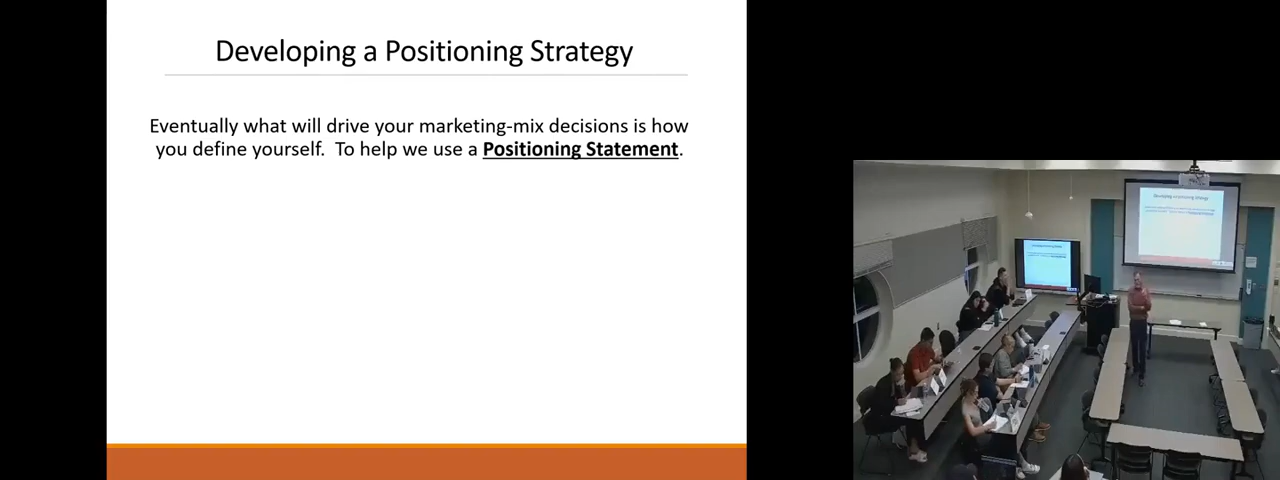 Developing a Positioning Strategy
Eventually what will drive your marketing-mix decisions is how
you define yourself.  To help we use a Positioning Statement.